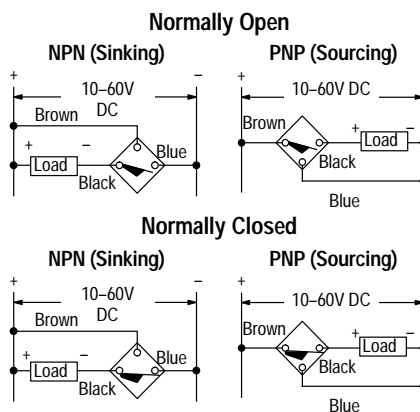 Normally Open
NPN (Sinking)
PNP (Sourcing)
+
–
10–60V
DC
Brown
Blue
+
–
Load
Black
+
10–60V DC
Brown
+
–
Load
Black
Blue
Normally Closed
NPN (Sinking)
PNP (Sourcing)
+
–
10–60V
DC
Brown
Blue
+
–
Load
Black
+
10–60V DC
Brown
+
–
Load
Black
Blue